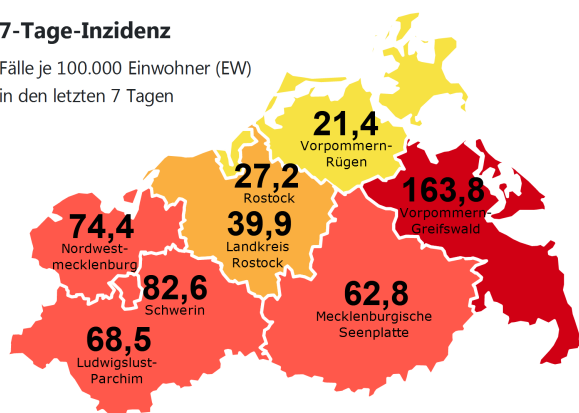 7-Tage-Inzidenz
Fälle je 100.000 Einwohner (EW)
in den letzten 7 Tagen
21,4
Vorpommern-
Rügen
27,2
Rostock
163,8
Vorpommern-
Greifswald
39,9
Landkreis
Rostock
74,4
Nordwest-
mecklenburg
82,6
Schwerin
62,8
Mecklenburgische
Seenplatte
68,5
Ludwigslust-
Parchim